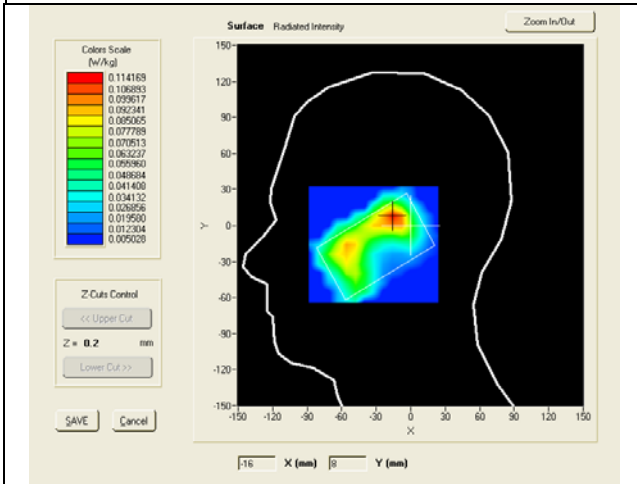 Surface Radiated Intensity
Zoom In/Out
Colors Scale
(W/kg)
0.114169
0.106893
0.099617
0.092341
0.085065
0.077789
0.070513
0.063237
0.055960
0.048684
0.041408
0.034132
0.026856
0.019580
0.012304
0.005028
150
120
90
60
30
0
-30
-60
-90
-120
-150
Y
-150 -120 -90 -60 -30 0 30 60 90 120 150
X
Z-Cuts Control
<< Upper Cut
Z = 0.2 mm
Lower Cut >>
SAVE Cancel
-16 X (mm) 8 Y (mm)